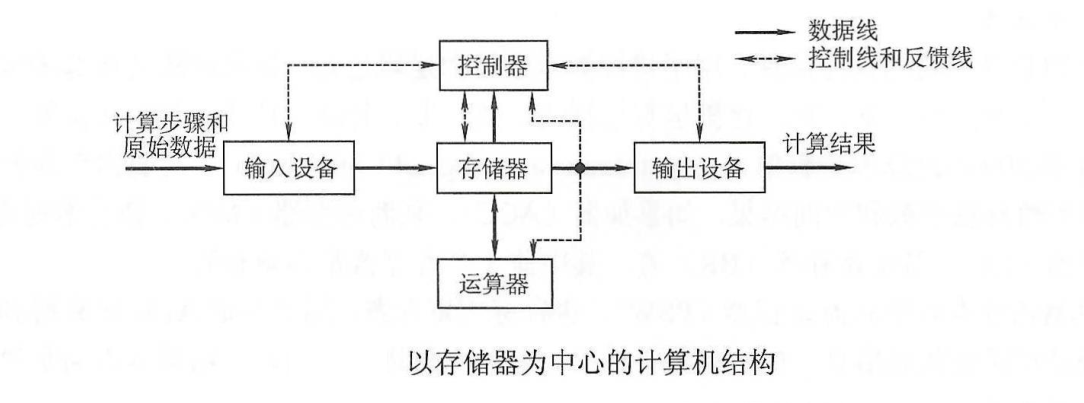 数据线
控制线和反馈线
控制器
计算步骤和
原始数据
输入设备
存储器
输出设备
计算结果
运算器
以存储器为中心的计算机结构